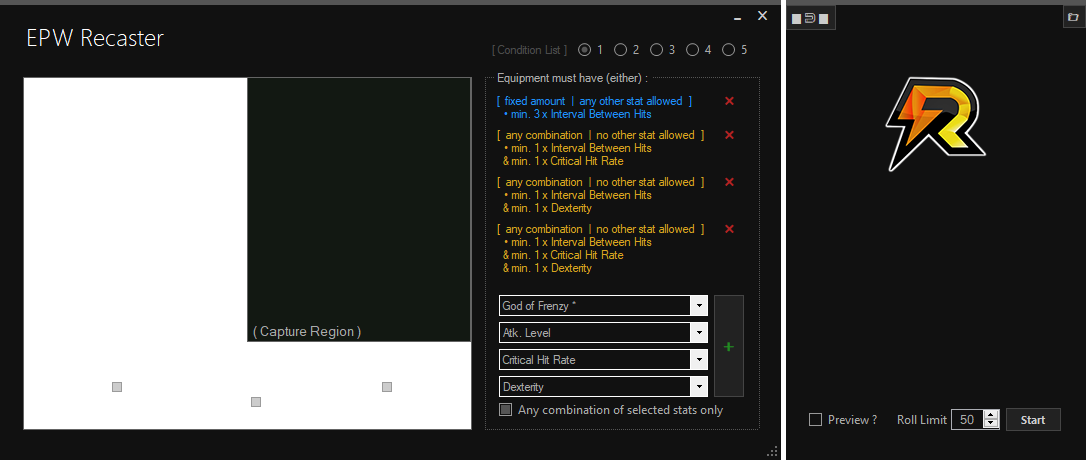 EPW Recaster
[ Condition List ] 1 2 3 4 5
Equipment must have (either) :
[ fixed amount | any other stat allowed ]
• min. 3 x Interval Between Hits
[ any combination | no other stat allowed ]
• min. 1 x Interval Between Hits
& min. 1 x Critical Hit Rate
[ any combination | no other stat allowed ]
• min. 1 x Interval Between Hits
& min. 1 x Dexterity
[ any combination | no other stat allowed ]
• min. 1 x Interval Between Hits
& min. 1 x Critical Hit Rate
& min. 1 x Dexterity
( Capture Region )
God of Frenzy *
Atk. Level
Critical Hit Rate
Dexterity
Any combination of selected stats only
R
Preview ? Roll Limit 50 Start